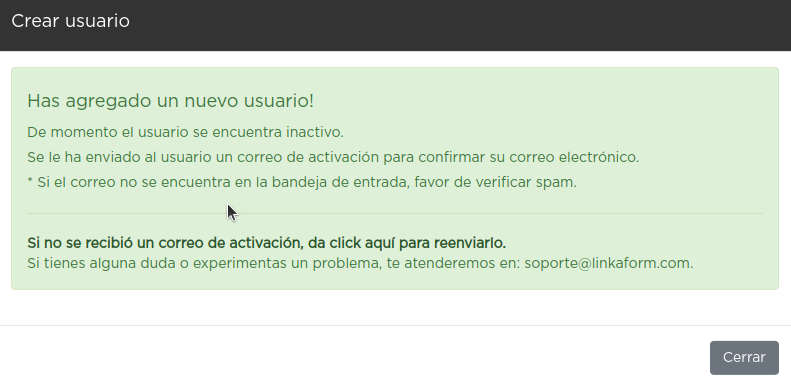 Crear usuario
Has agregado un nuevo usuario!
De momento el usuario se encuentra inactivo.
Se le ha enviado al usuario un correo de activación para confirmar su correo electrónico.
* Si el correo no se encuentra en la bandeja de entrada, favor de verificar spam.
Si no se recibió un correo de activación, da click aquí para reenviarlo.
Si tienes alguna duda o experimentas un problema, te atenderemos en: soporte@linkaform.com.
Cerrar